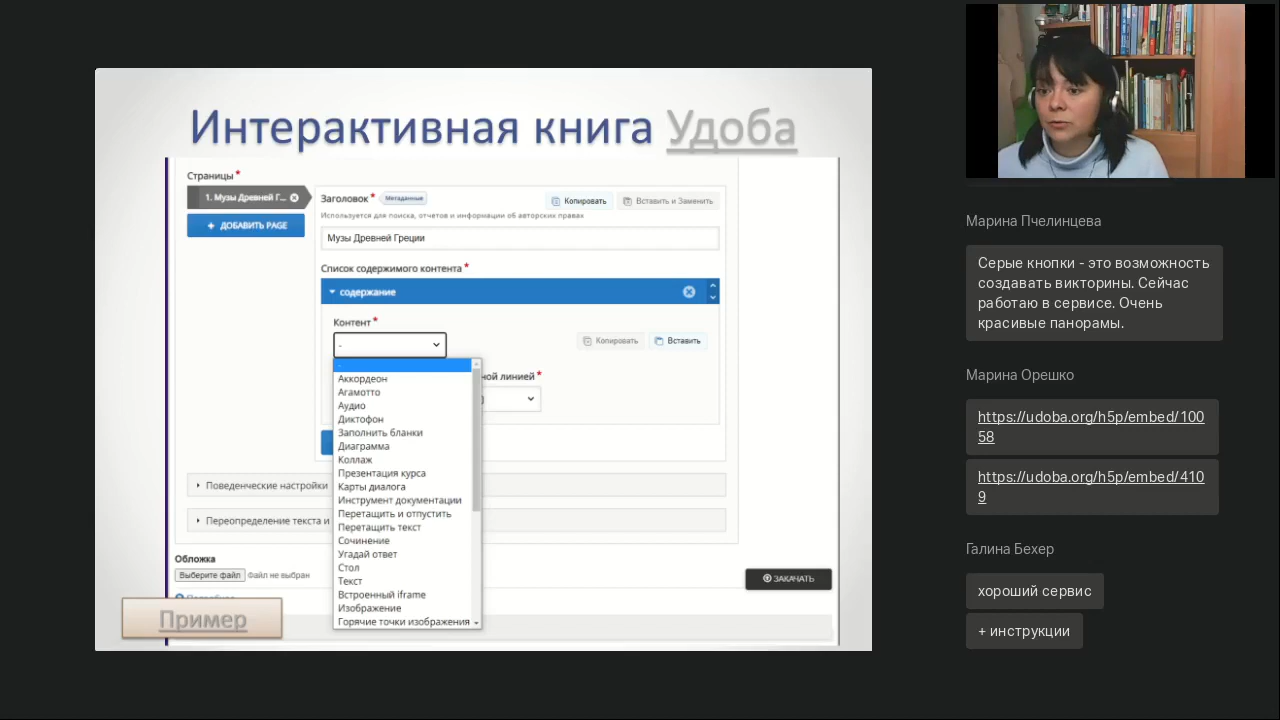 Интерактивная книга Удоба
Страницы*
1. Музы Древней Г...
+ ДОБАВИТЬ PAGE
Заголовок* Метаданные
Копировать
Вставить и Заменить
Используется для поиска, отчетов и информации об авторских правах
Музы Древней Греции
Список содержимого контента*
содержание
Контент*
-
Копировать
Вставить
-
Аккордеон
Агамотто
Аудио
Диктофон
Заполнить бланки
Диаграмма
Коллаж
Презентация курса
Карты диалога
Инструмент документации
Перетащить и отпустить
Перетащить текст
Сочинение
Угадай ответ
Стол
Текст
Встроенный iframe
Изображение
Горячие точки изображения
ной линией*
Поведенческие настройки
Переопределение текста и
Обложка
Выберите файл Файл не выбран
ЗАКАЧАТЬ
Пример
Марина Пчелинцева
Серые кнопки - это возможность
создавать викторины. Сейчас
работаю в сервисе. Очень
красивые панорамы.
Марина Орешко
https://udoba.org/h5p/embed/100
58
https://udoba.org/h5p/embed/410
9
Галина Бехер
хороший сервис
+ инструкции